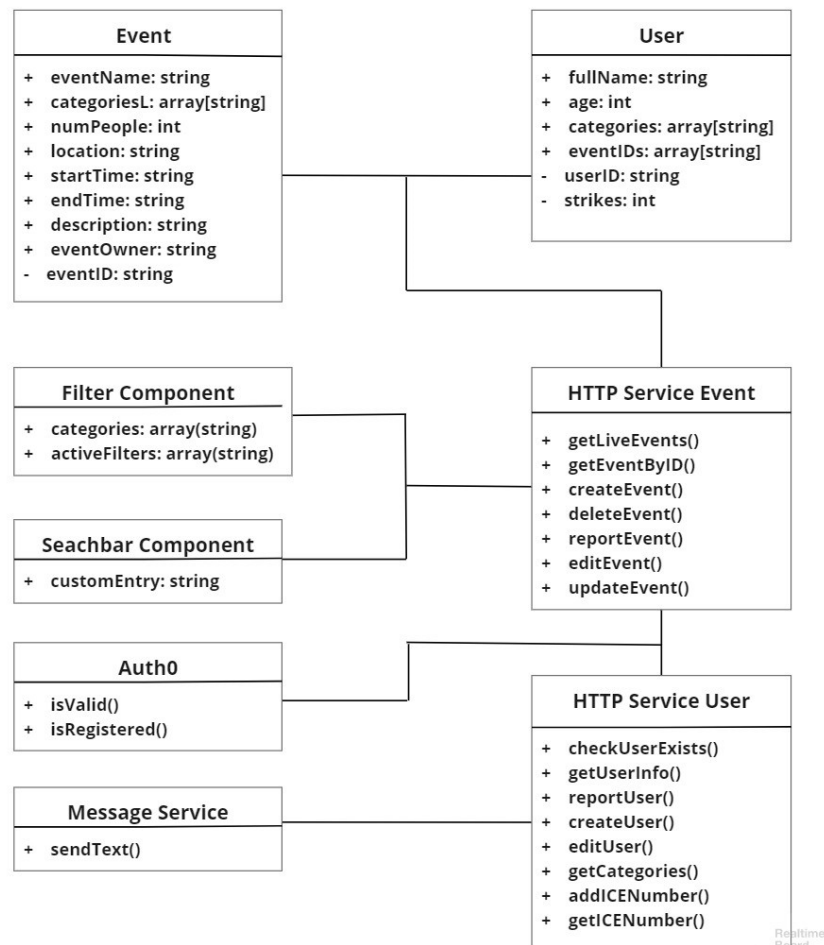 Event
+ eventName: string
+ categoriesL: array[string]
+ numPeople: int
+ location: string
+ startTime: string
+ endTime: string
+ description: string
+ eventOwner: string
- eventID: string
User
+ fullName: string
+ age: int
+ categories: array[string]
+ eventIDs: array[string]
- userID: string
- strikes: int
Filter Component
+ categories: array(string)
+ activeFilters: array(string)
HTTP Service Event
+ getLiveEvents()
+ getEventByID()
+ createEvent()
+ deleteEvent()
+ reportEvent()
+ editEvent()
+ updateEvent()
Seachbar Component
+ customEntry: string
Auth0
+ isValid()
+ isRegistered()
HTTP Service User
+ checkUserExists()
+ getUserInfo()
+ reportUser()
+ createUser()
+ editUser()
+ getCategories()
+ addICENumber()
+ getICENumber()
Message Service
+ sendText()
Realtime
Board